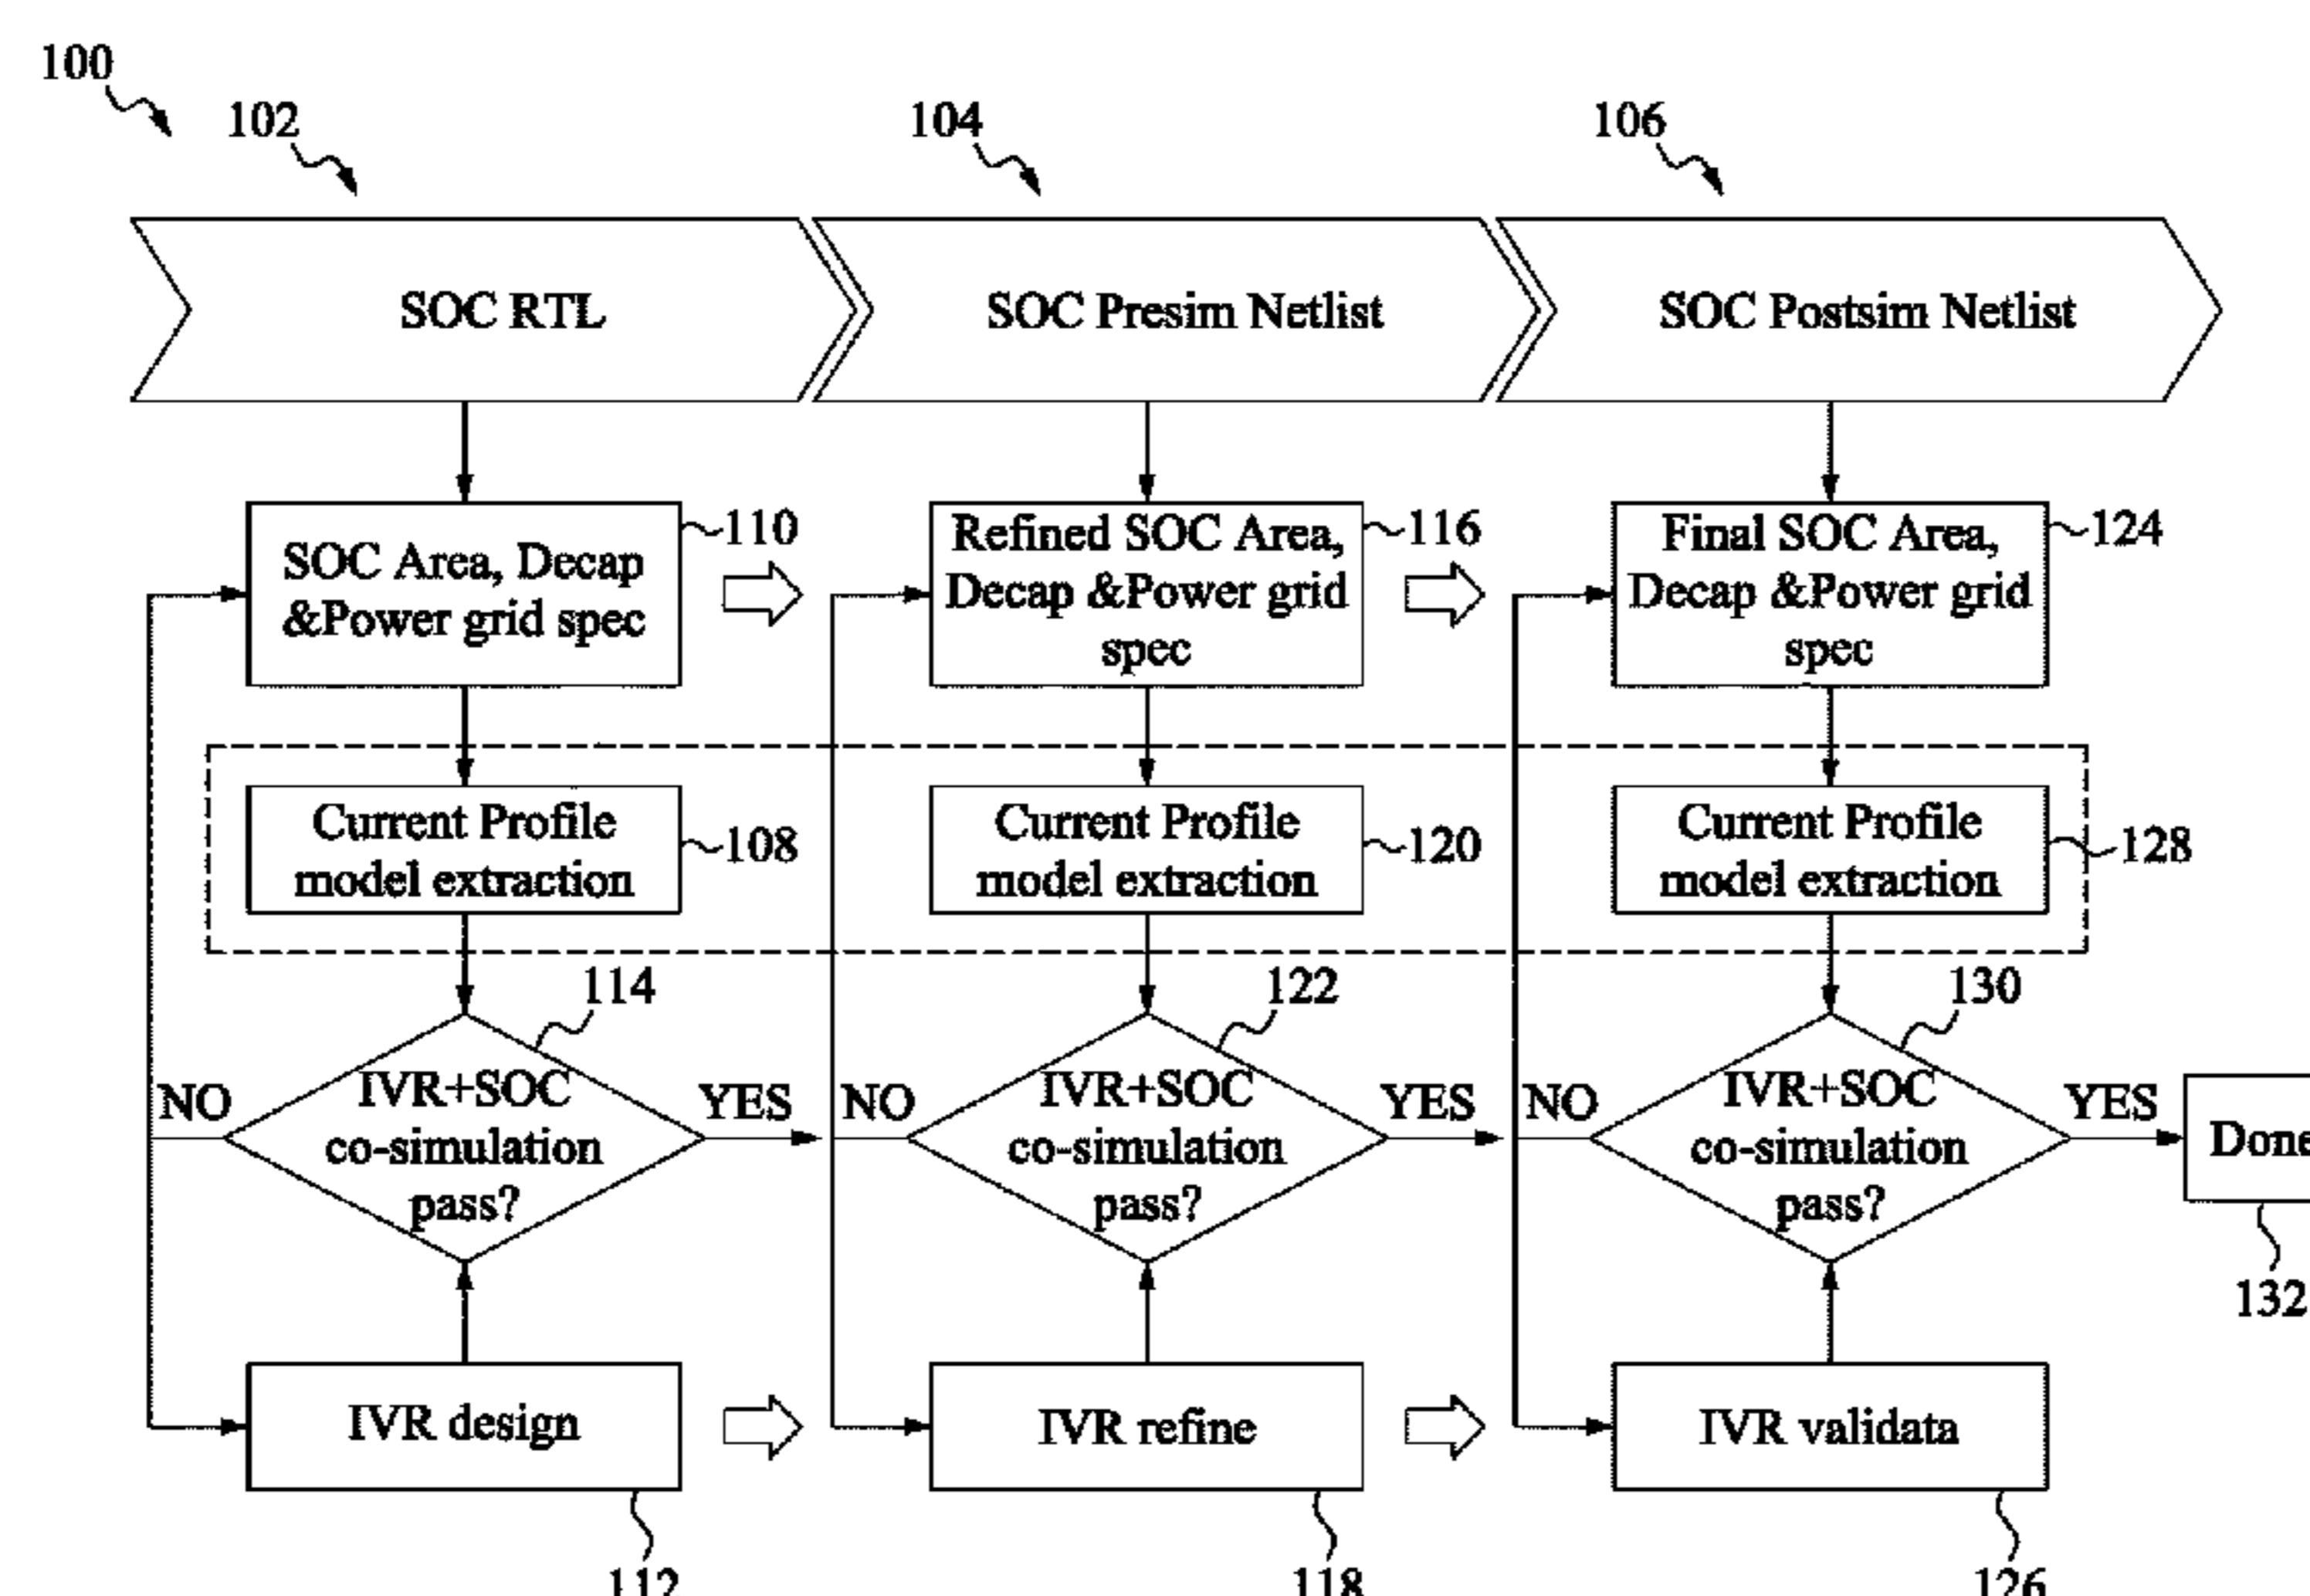 100
102
104
106
SOC RTL
SOC Presim Netlist
SOC Postsim Netlist
SOC Area, Decap
&Power grid spec
110
Refined SOC Area,
Decap &Power grid
spec
116
Final SOC Area,
Decap &Power grid
spec
124
Current Profile
model extraction
108
Current Profile
model extraction
120
Current Profile
model extraction
128
114
122
130
NO
IVR+SOC
co-simulation
pass?
YES
NO
IVR+SOC
co-simulation
pass?
YES
NO
IVR+SOC
co-simulation
pass?
YES
Done
132
IVR design
IVR refine
IVR validata
112
118
126